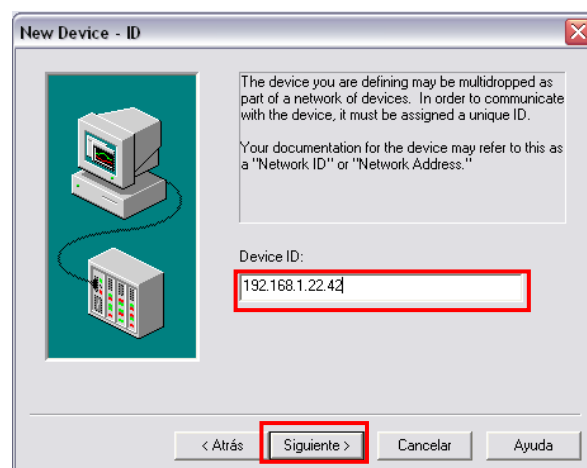 New Device - ID
The device you are defining may be multidropped as
part of a network of devices. In order to communicate
with the device, it must be assigned a unique ID.
Your documentation for the device may refer to this as
a "Network ID" or "Network Address."
Device ID:
192.168.1.22.42
< Atrás
Siguiente >
Cancelar
Ayuda